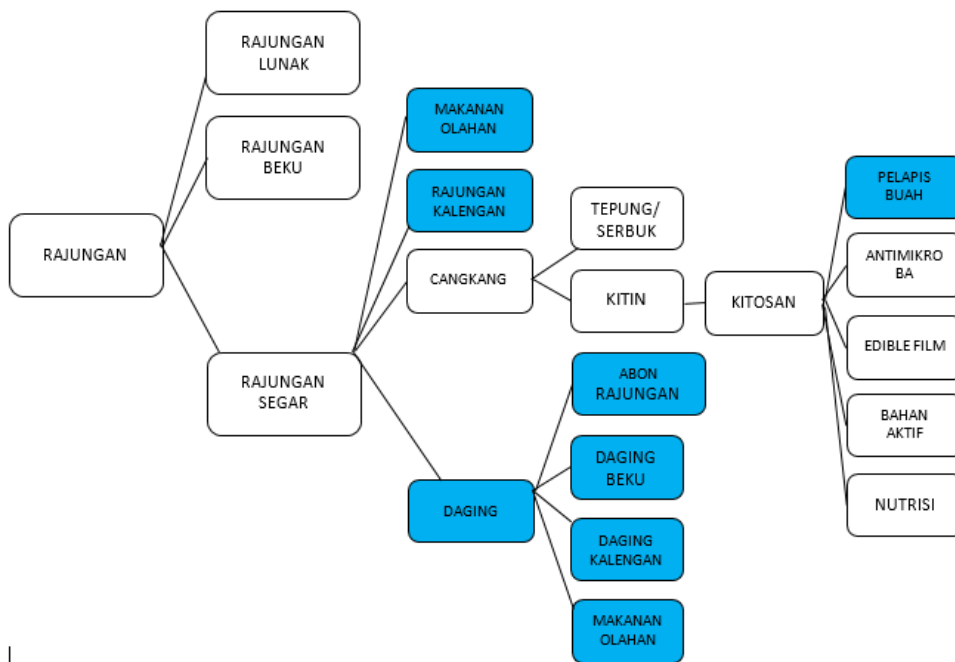 RAJUNGAN
RAJUNGAN
LUNAK
RAJUNGAN
BEKU
RAJUNGAN
SEGAR
MAKANAN
OLAHAN
RAJUNGAN
KALENGAN
CANGKANG
DAGING
TEPUNG/
SERBUK
KITIN
ABON
RAJUNGAN
DAGING
BEKU
DAGING
KALENGAN
MAKANAN
OLAHAN
KITOSAN
PELAPIS
BUAH
ANTIMIKRO
BA
EDIBLE FILM
BAHAN
AKTIF
NUTRISI